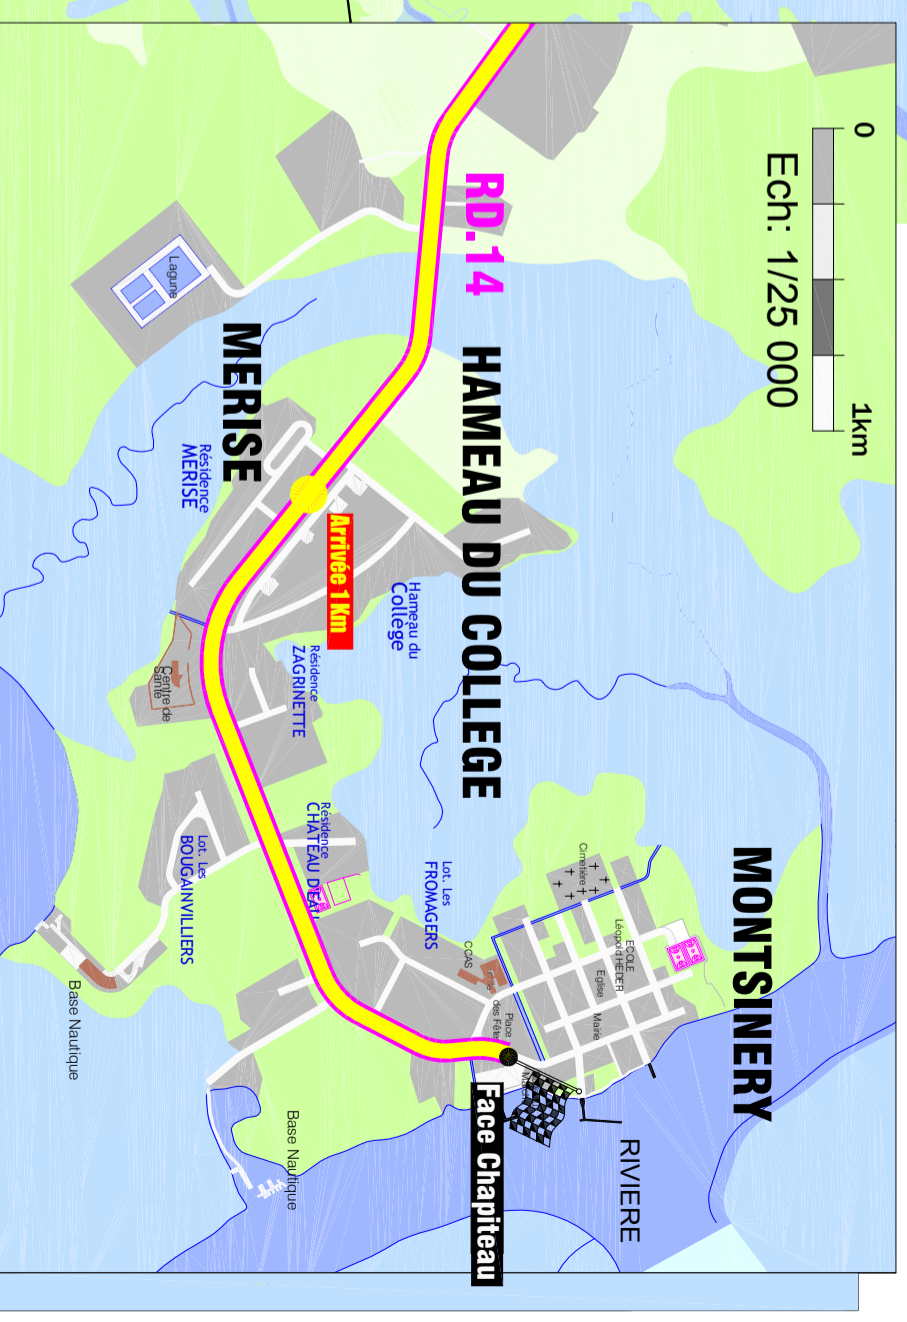 0
1km
Ech: 1/25 000
MONTSINERY
RD.14
HAMEAU DU COLLEGE
ECOLE
Léopold HEDER
Eglise
Mairie
RIVIERE
Cimetière
Place
des Fêtes
CCAS
Face Chapiteau
Lot. Les
FROMAGERS
Hameau du
Collège
Arrivée 1 Km
Résidence
ZAGRINETTE
Résidence
CHATEAU D'EAU
Base Nautique
MERISE
Résidence
MERISE
Lagune
Centre de
Santé
Lot. Les
BOUGAINVILLIERS
Base Nautique